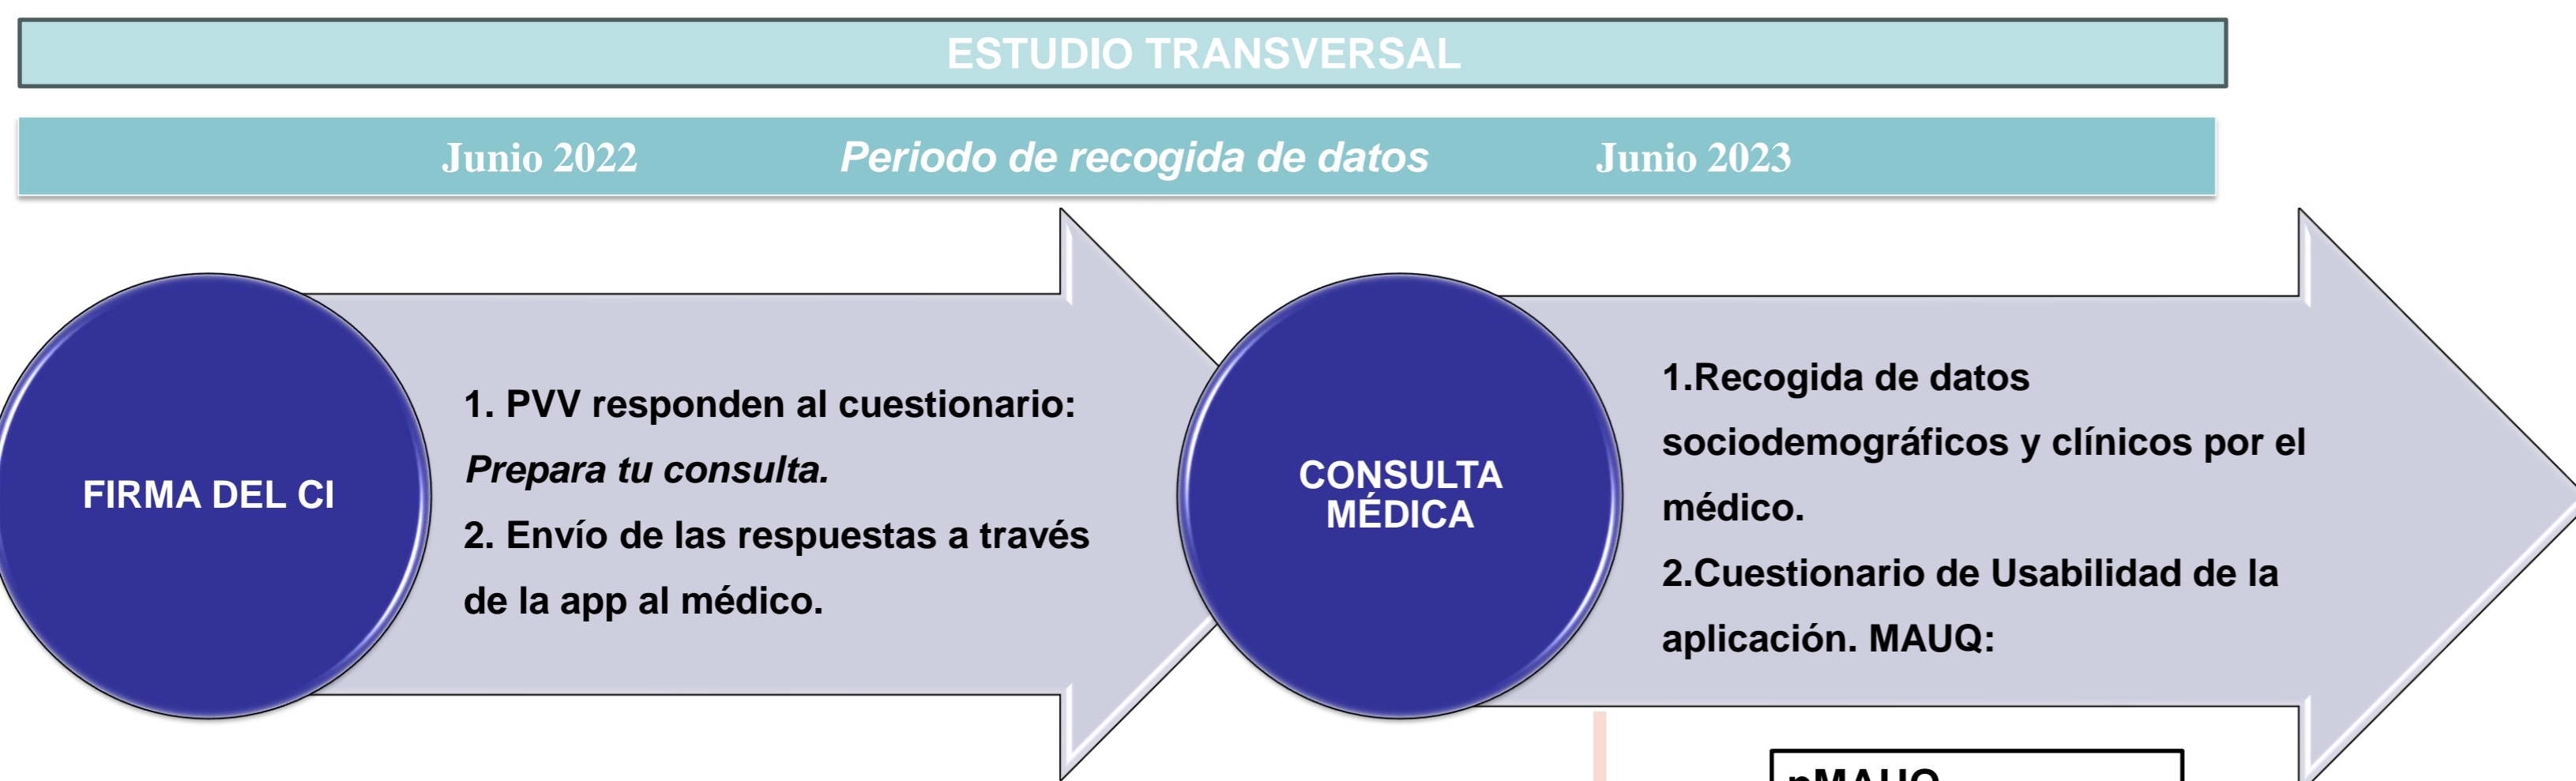 ESTUDIO TRANSVERSAL
Junio 2022 Periodo de recogida de datos Junio 2023
FIRMA DEL CI
1. PVV responden al cuestionario:
Prepara tu consulta.
2. Envío de las respuestas a través
de la app al médico.
CONSULTA
MÉDICA
1.Recogida de datos
sociodemográficos y clínicos por el
médico.
2.Cuestionario de Usabilidad de la
aplicación. MAUQ:
pMAUQ